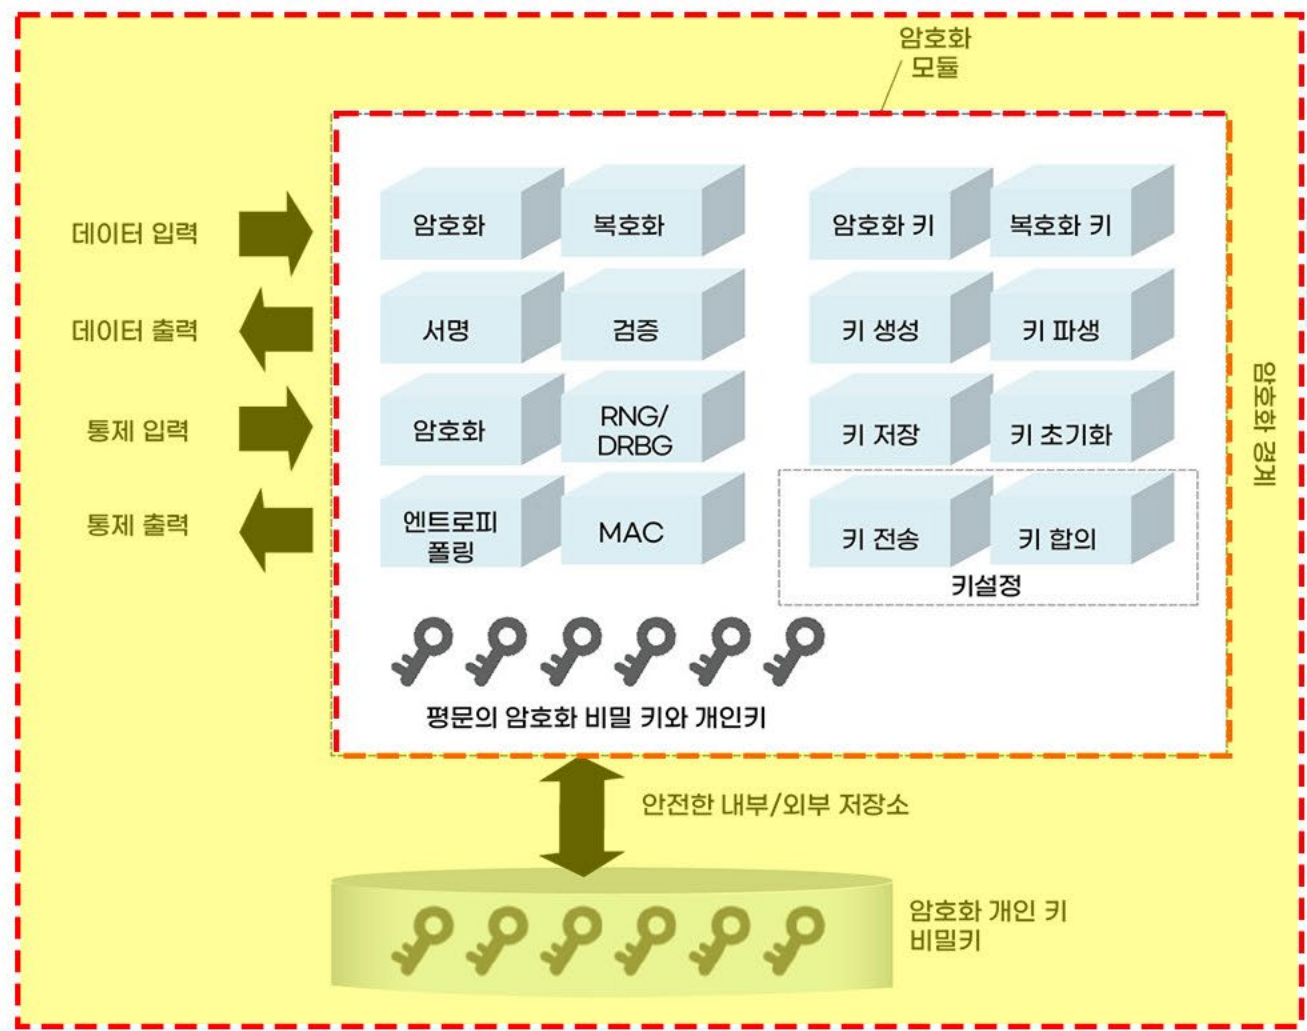 암호화
모듈
데이터 입력
데이터 출력
통제 입력
통제 출력
암호화
복호화
암호화 키
복호화 키
서명
검증
키 생성
키 파생
암호화
RNG/
DRBG
키 저장
키 초기화
엔트로피
폴링
MAC
키 전송
키 합의
키설정
평문의 암호화 비밀 키와 개인키
암호화 경계
안전한 내부/외부 저장소
암호화 개인 키
비밀키